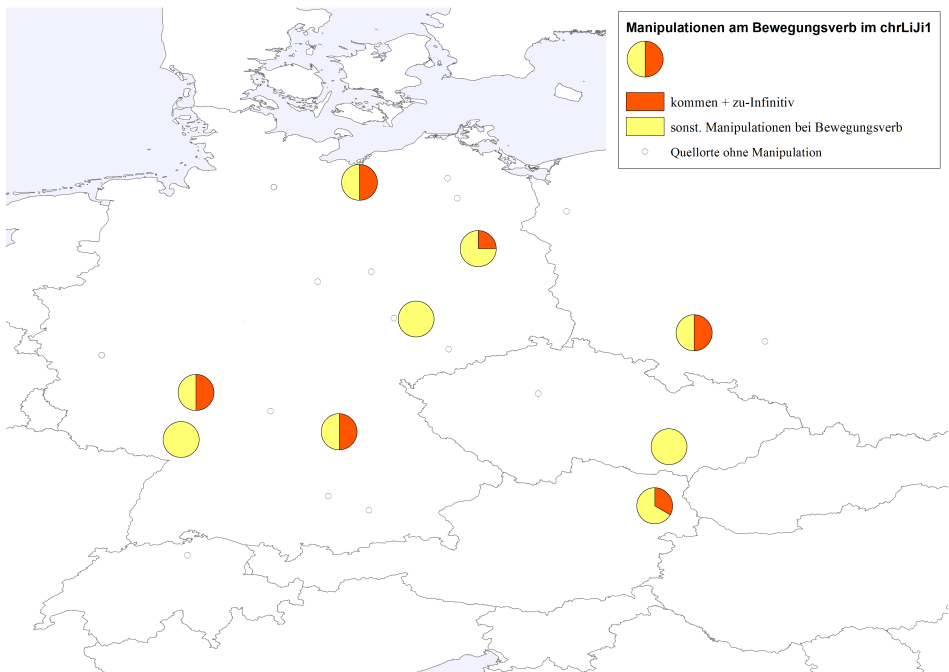 Manipulationen am Bewegungsverb im chrLiJi1
kommen + zu-Infinitiv
sonst. Manipulationen bei Bewegungsverb
Quellorte ohne Manipulation